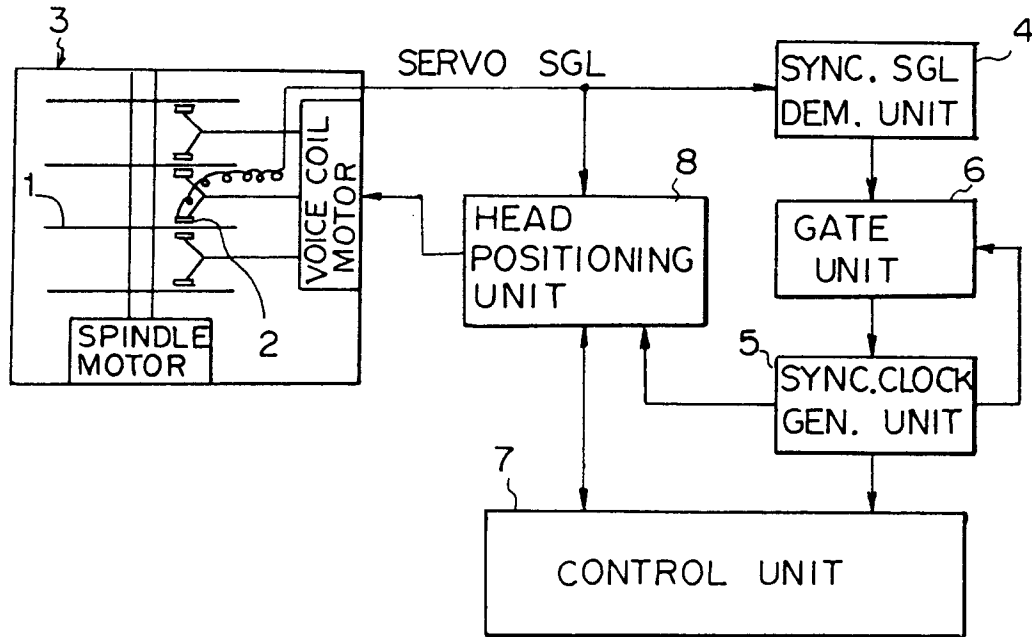 3
SERVO SGL
4
SYNC. SGL
DEM. UNIT
1
VOICE COIL
MOTOR
8
HEAD
POSITIONING
UNIT
6
GATE
UNIT
SPINDLE
MOTOR
2
5
SYNC.CLOCK
GEN. UNIT
7
CONTROL UNIT